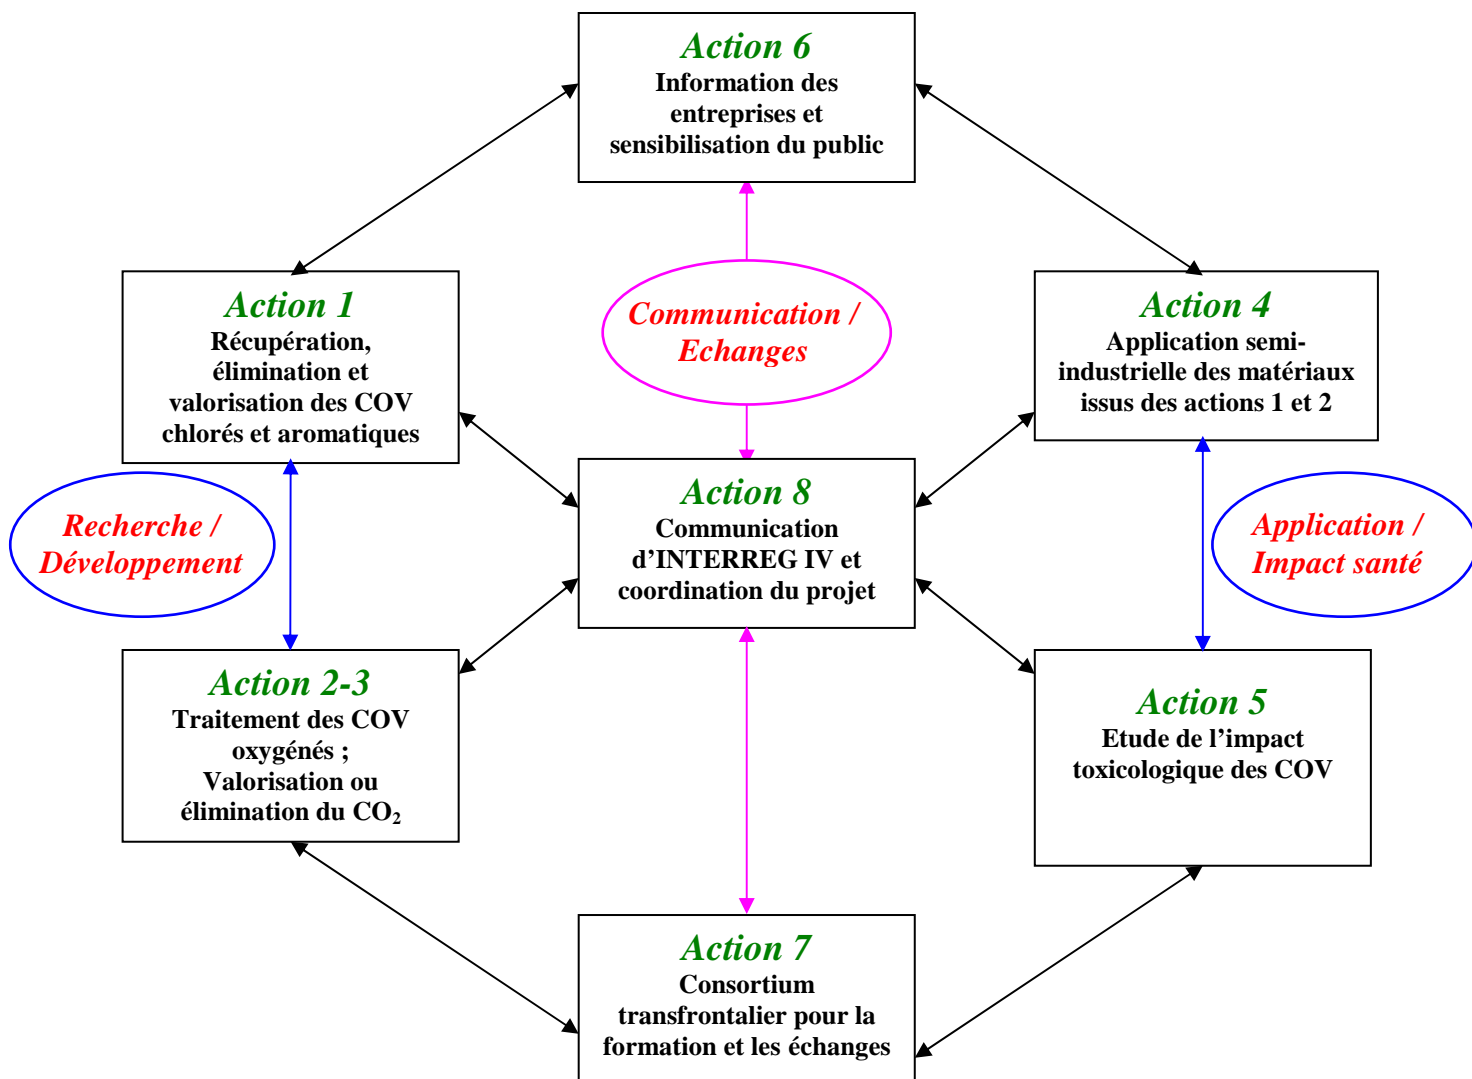 Action 6
Information des
entreprises et
sensibilisation du public
Action 1
Récupération,
élimination et
valorisation des COV
chlorés et aromatiques
Communication /
Echanges
Action 4
Application semi-
industrielle des matériaux
issus des actions 1 et 2
Recherche /
Développement
Action 8
Communication
d’INTERREG IV et
coordination du projet
Application /
Impact santé
Action 2-3
Traitement des COV
oxygénés ;
Valorisation ou
élimination du CO₂
Action 5
Etude de l’impact
toxicologique des COV
Action 7
Consortium
transfrontalier pour la
formation et les échanges